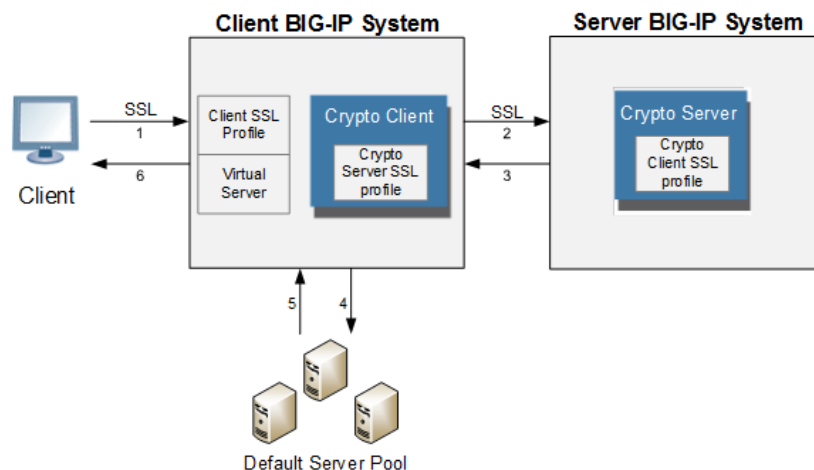 Client BIG-IP System
Server BIG-IP System
SSL
1
6
Client
Client SSL
Profile
Virtual
Server
Crypto Client
Crypto
Server SSL
profile
SSL
2
3
Crypto Server
Crypto
Client SSL
profile
5
4
Default Server Pool